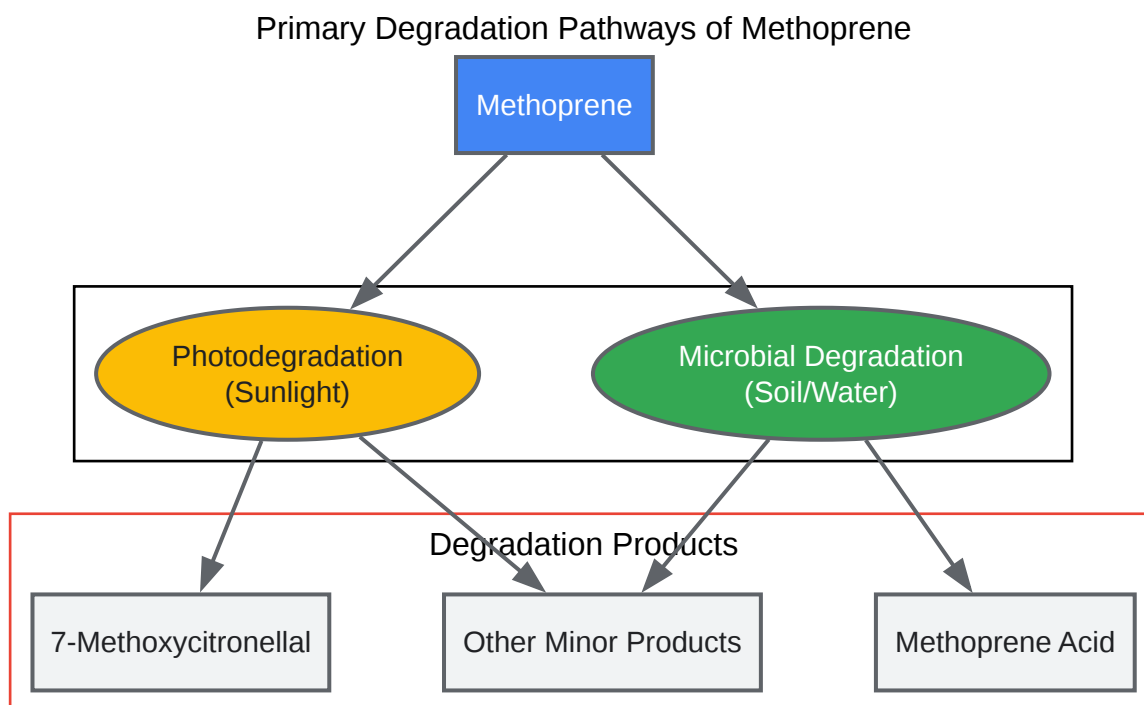 Primary Degradation Pathways of Methoprene
Methoprene
Photodegradation
(Sunlight)
Microbial Degradation
(Soil/Water)
Degradation Products
7-Methoxycitronellal
Other Minor Products
Methoprene Acid